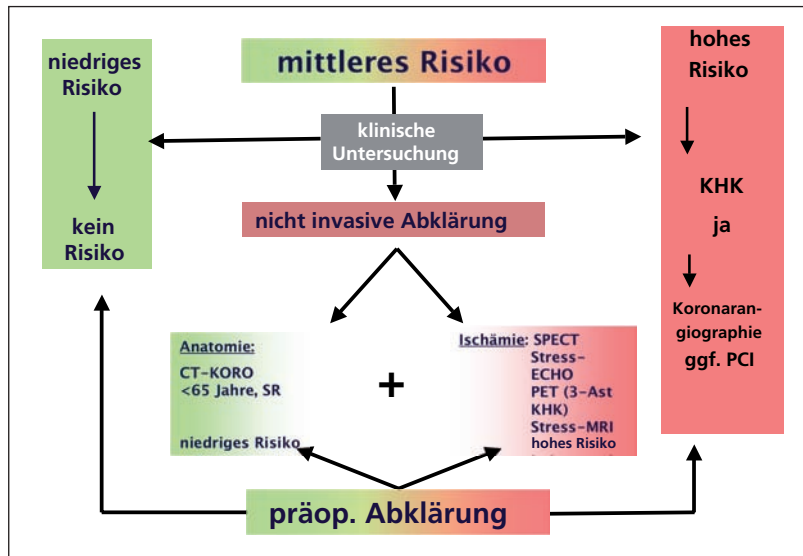 niedriges
Risiko
kein
Risiko
mittleres Risiko
klinische
Untersuchung
nicht invasive Abklärung
Anatomie:
CT-KORO
<65 Jahre, SR
niedriges Risiko
+
Ischämie: SPECT
Stress-
ECHO
PET (3-Ast
KHK)
Stress-MRI
hohes Risiko
präop. Abklärung
hohes
Risiko
KHK
ja
Koronaran-
giographie
ggf. PCI